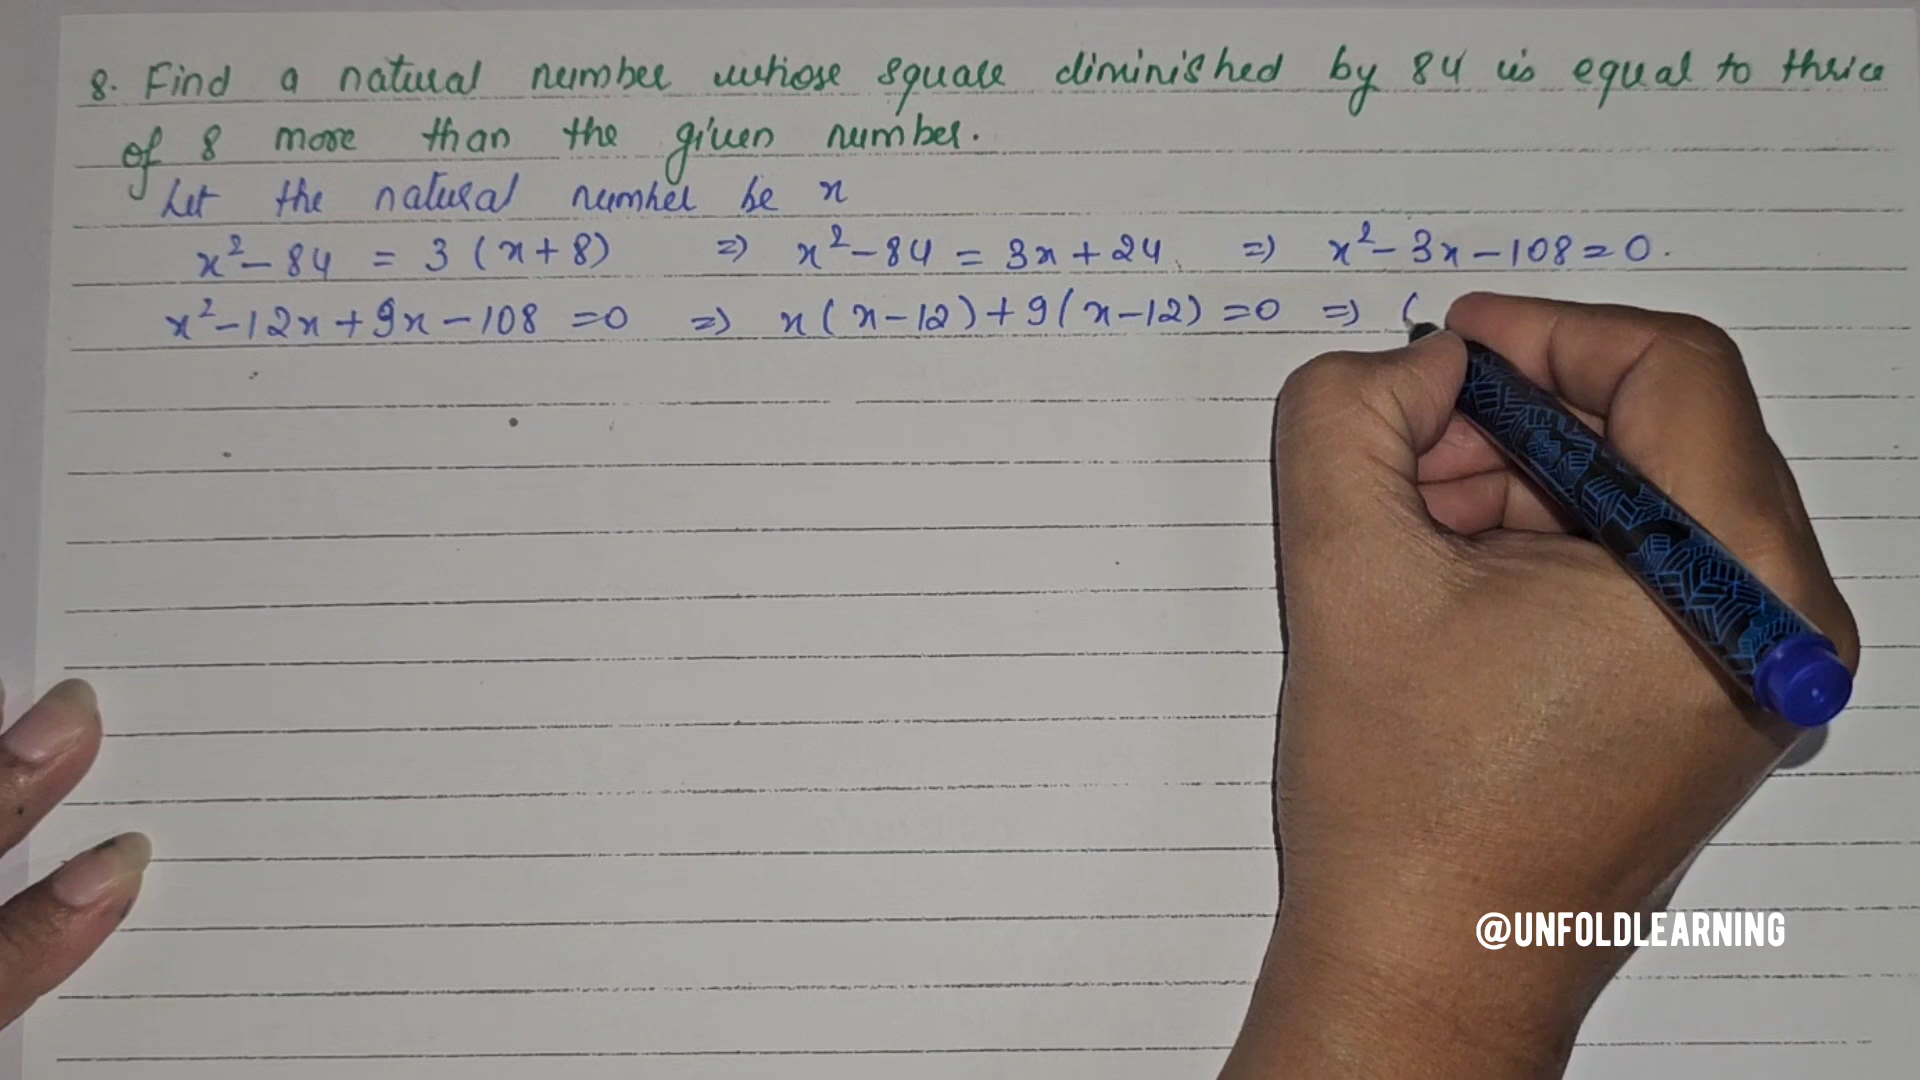 8. Find a natural number whose square diminished by 84 is equal to thrice
of 8 more than the given number.
Let the natural number be x
x²-84 = 3(x+8) => x²-84 = 3x+24 => x²-3x-108=0.
x²-12x+9x-108=0 => x(x-12)+9(x-12)=0 => (
@UNFOLDLEARNING